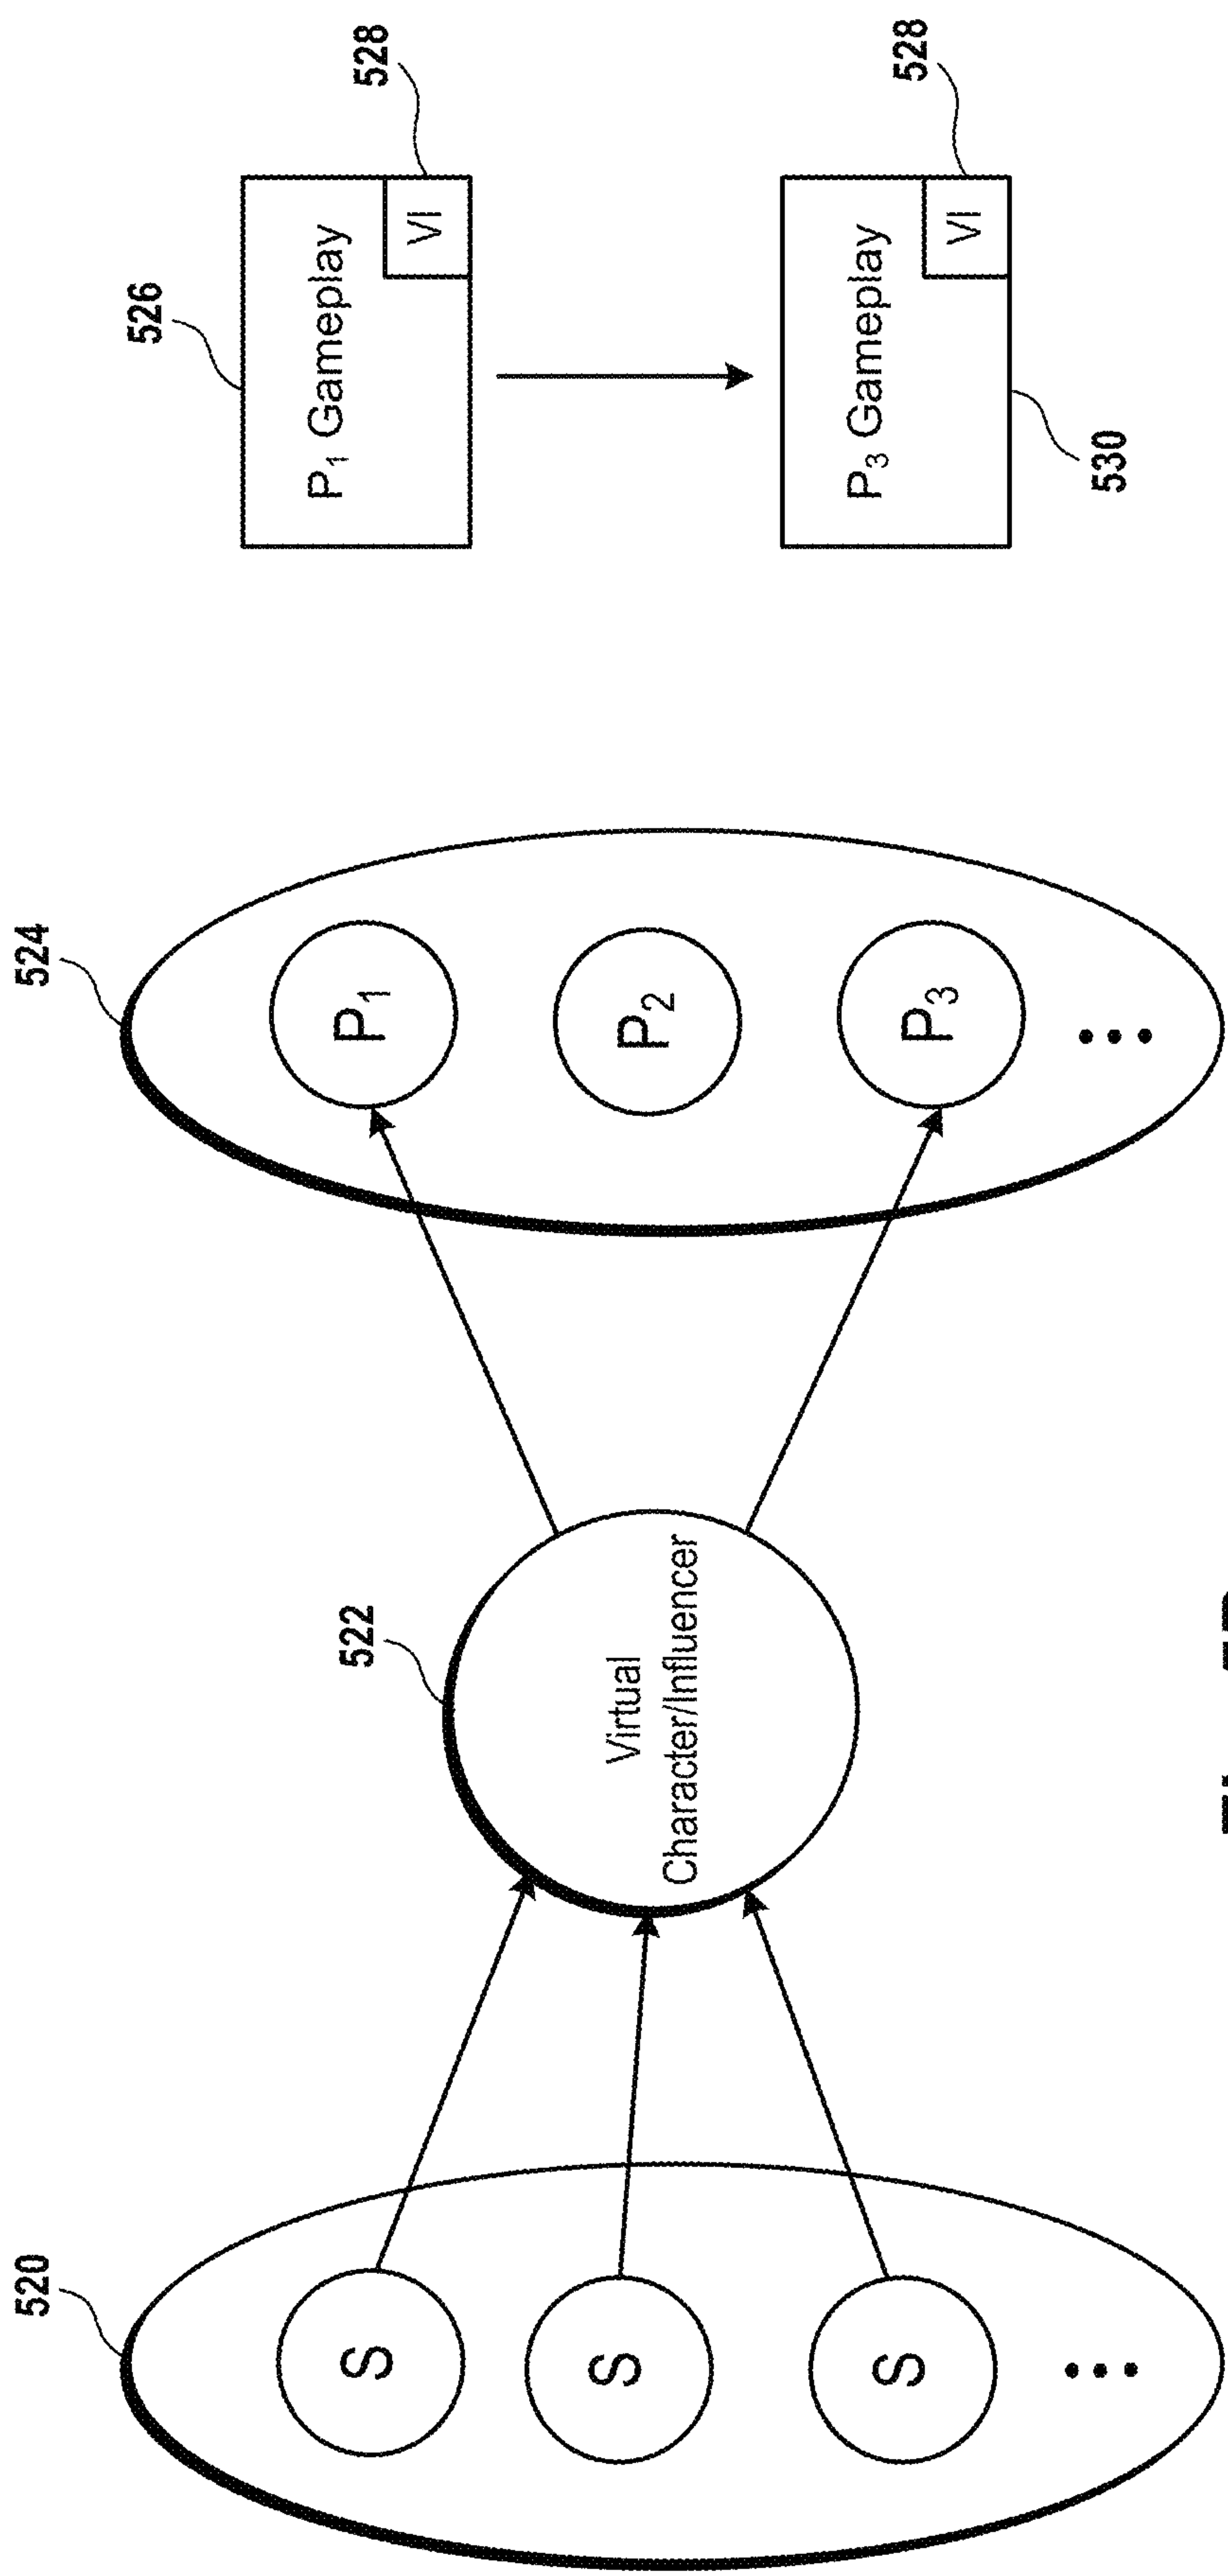 520
S
S
S
522
Virtual
Character/Influencer
524
P₁
P₂
P₃
526
P₁ Gameplay
VI
528
P₃ Gameplay
VI
528
530